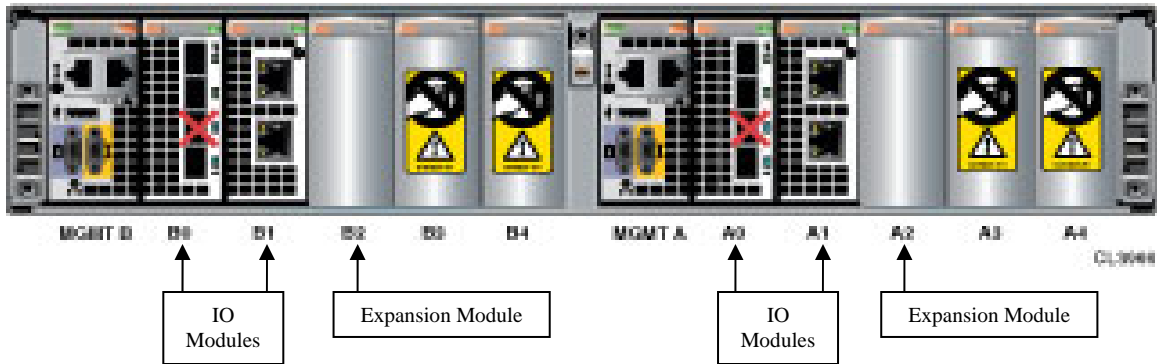 MGMT B B0 B1 B2 B3 B4 MGMT A A0 A1 A2 A3 A4
IO
Modules
Expansion Module
IO
Modules
Expansion Module